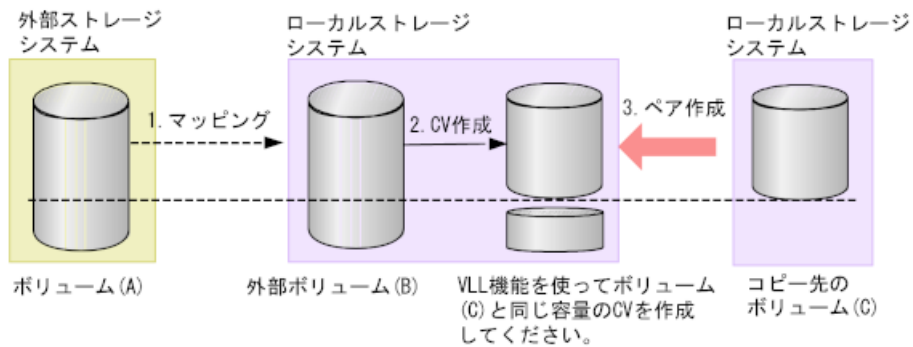 外部ストレージ
システム
ローカルストレージ
システム
ローカルストレージ
システム
1.マッピング
2.CV作成
3.ペア作成
ボリューム(A)
外部ボリューム(B)
VLL機能を使ってボリューム
(C)と同じ容量のCVを作成
してください。
コピー先の
ボリューム(C)